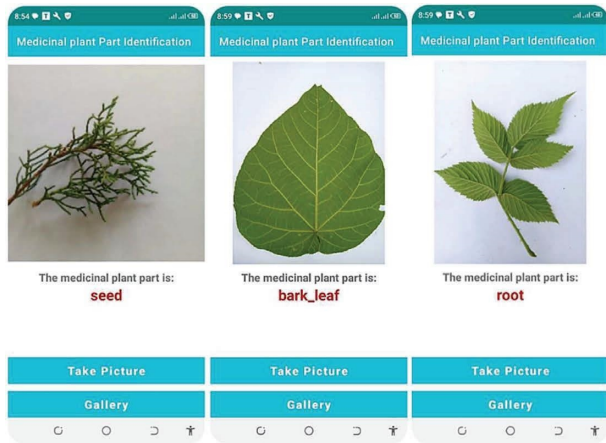 8:54
Medicinal plant Part Identification
The medicinal plant part is:
seed
Take Picture
Gallery
8:59
Medicinal plant Part Identification
The medicinal plant part is:
bark_leaf
Take Picture
Gallery
8:59
Medicinal plant Part Identification
The medicinal plant part is:
root
Take Picture
Gallery